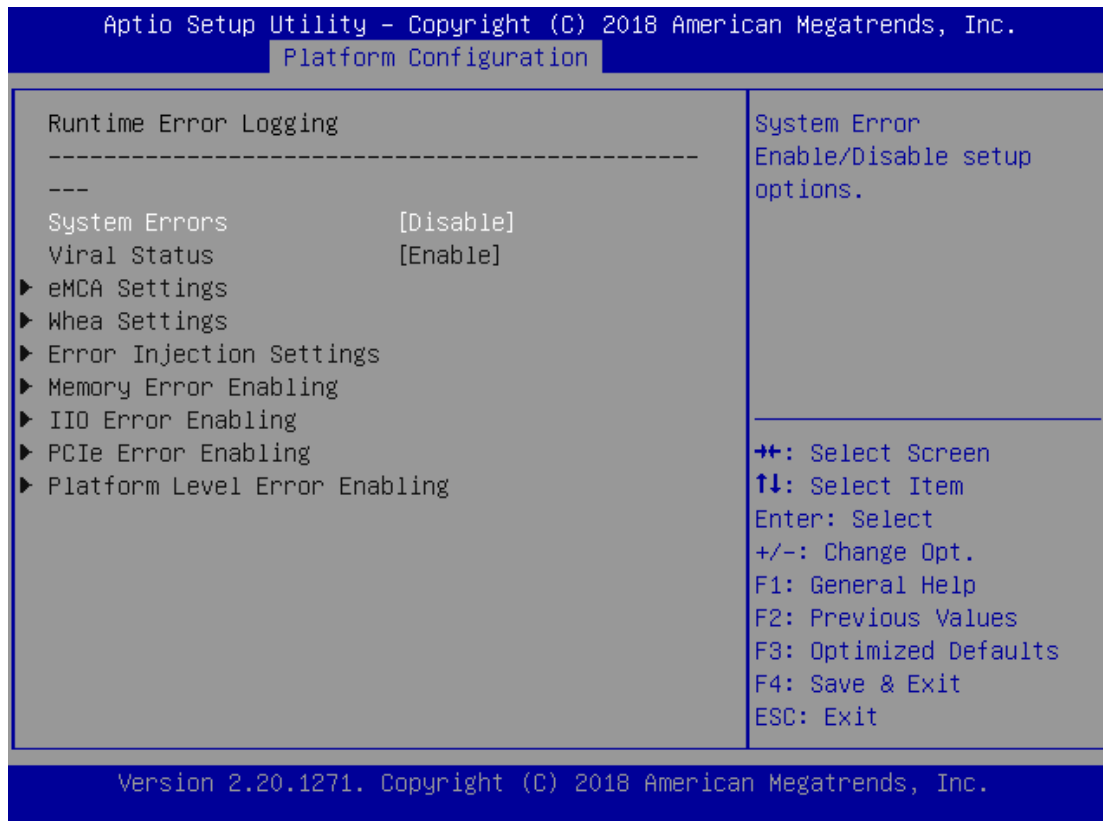 Aptio Setup Utility – Copyright (C) 2018 American Megatrends, Inc.
Platform Configuration
Runtime Error Logging
-----------------------------------------------
---
System Errors [Disable]
Viral Status [Enable]
▶ eMCA Settings
▶ Whea Settings
▶ Error Injection Settings
▶ Memory Error Enabling
▶ IIO Error Enabling
▶ PCIe Error Enabling
▶ Platform Level Error Enabling
System Error
Enable/Disable setup
options.
→←: Select Screen
↑↓: Select Item
Enter: Select
+/-: Change Opt.
F1: General Help
F2: Previous Values
F3: Optimized Defaults
F4: Save & Exit
ESC: Exit
Version 2.20.1271. Copyright (C) 2018 American Megatrends, Inc.